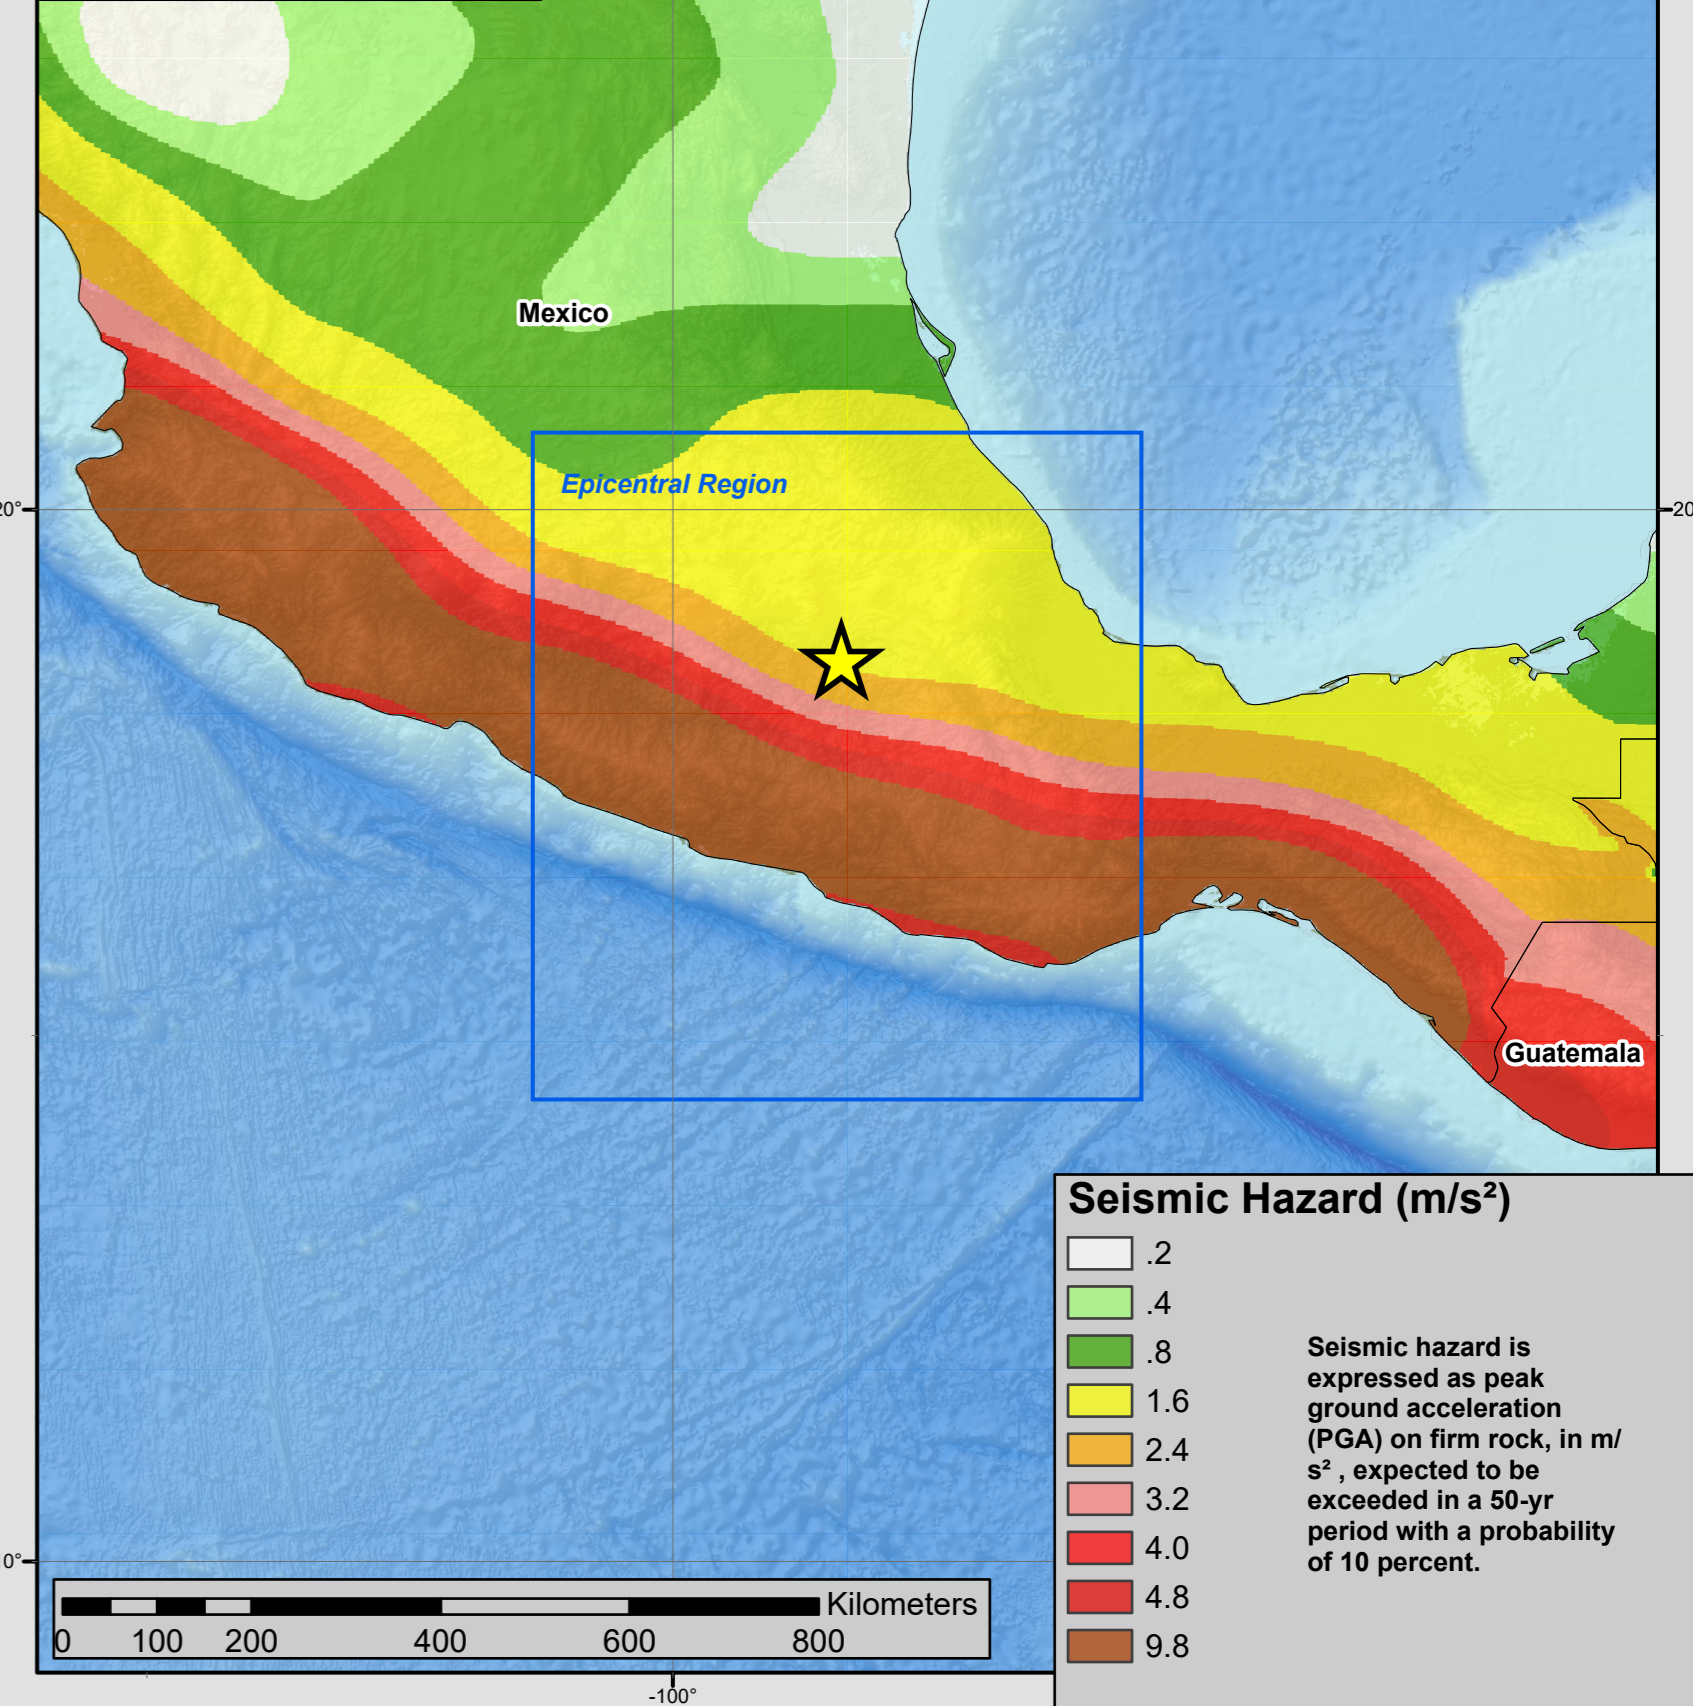 Mexico
Epicentral Region
20°
20
Guatemala
Seismic Hazard (m/s²)
.2
.4
.8
1.6
2.4
3.2
4.0
4.8
9.8
Seismic hazard is
expressed as peak
ground acceleration
(PGA) on firm rock, in m/
s² , expected to be
exceeded in a 50-yr
period with a probability
of 10 percent.
0°
Kilometers
0 100 200 400 600 800
-100°